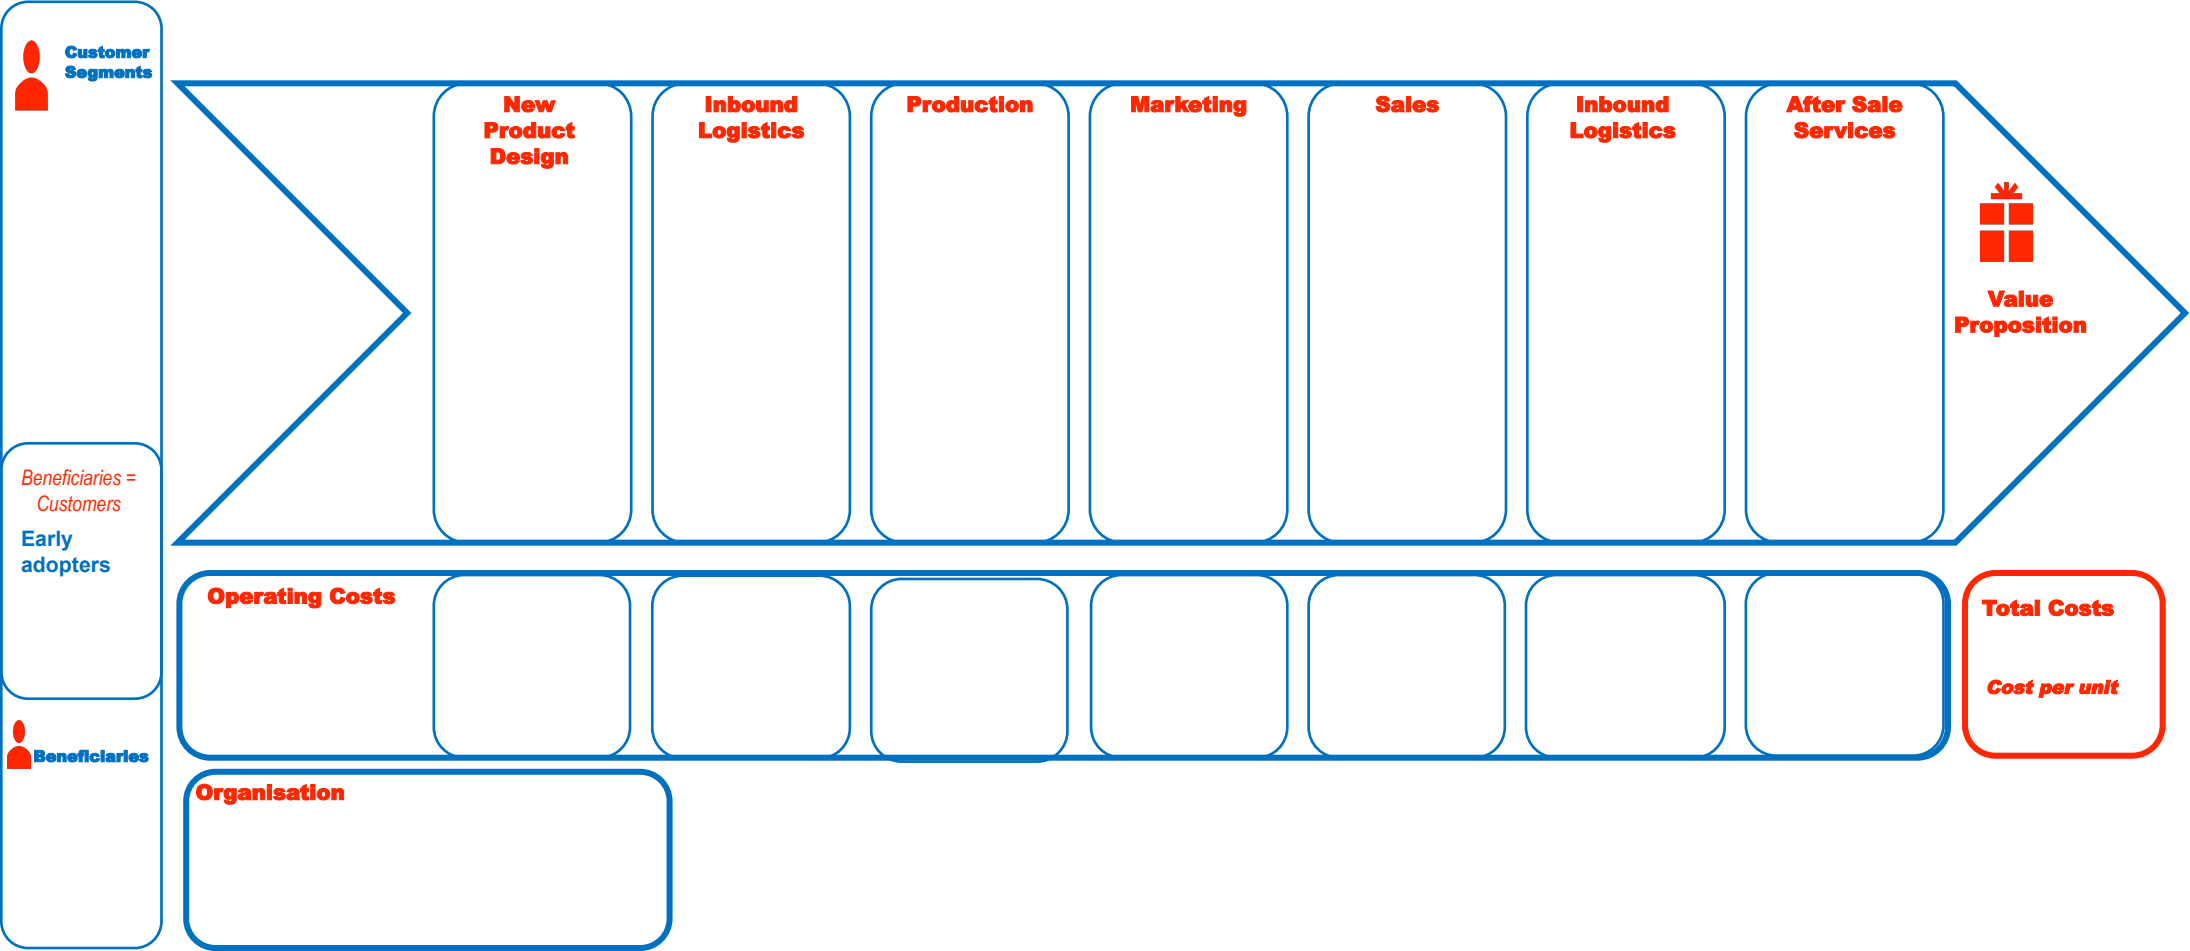 Customer
Segments
New
Product
Design
Inbound
Logistics
Production
Marketing
Sales
Inbound
Logistics
After Sale
Services
Value
Proposition
Beneficiaries =
Customers
Early
adopters
Operating Costs
Total Costs
Cost per unit
Beneficiaries
Organisation